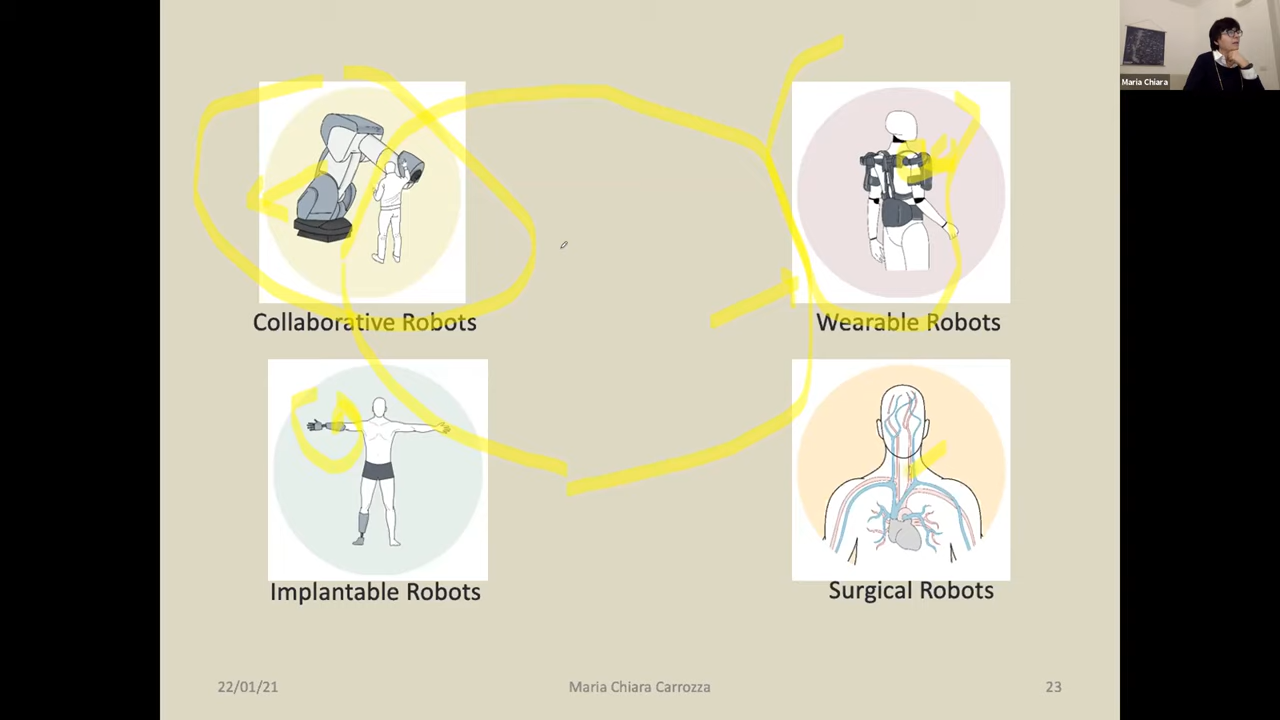 Maria Chiara
Collaborative Robots
Wearable Robots
Implantable Robots
Surgical Robots
22/01/21
Maria Chiara Carrozza
23